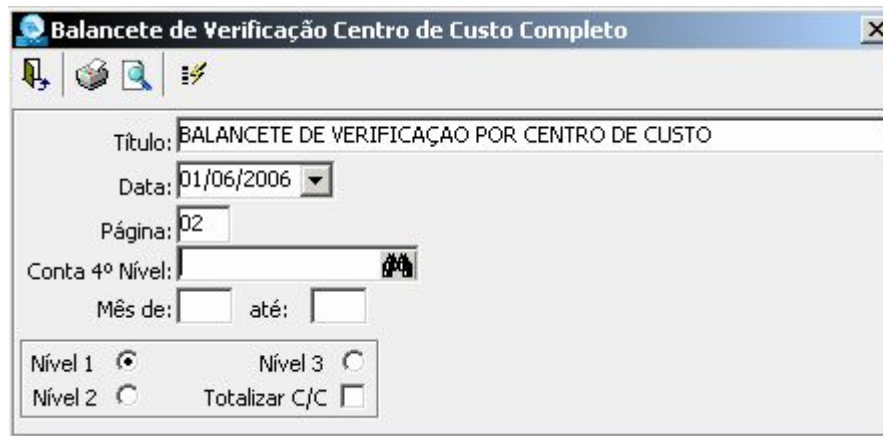 Balancete de Verificação Centro de Custo Completo
Título: BALANCETE DE VERIFICAÇAO POR CENTRO DE CUSTO
Data: 01/06/2006
Página: 02
Conta 4º Nível:
Mês de: até:
Nível 1 Nível 3
Nível 2 Totalizar C/C